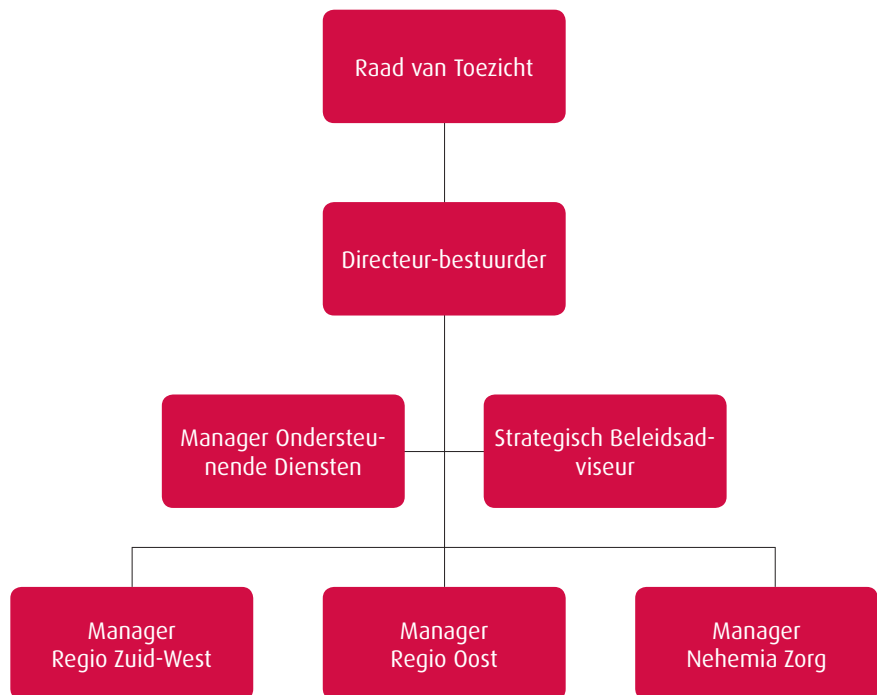 Raad van Toezicht
Directeur-bestuurder
Manager Ondersteu-
nende Diensten
Strategisch Beleidsad-
viseur
Manager
Regio Zuid-West
Manager
Regio Oost
Manager
Nehemia Zorg